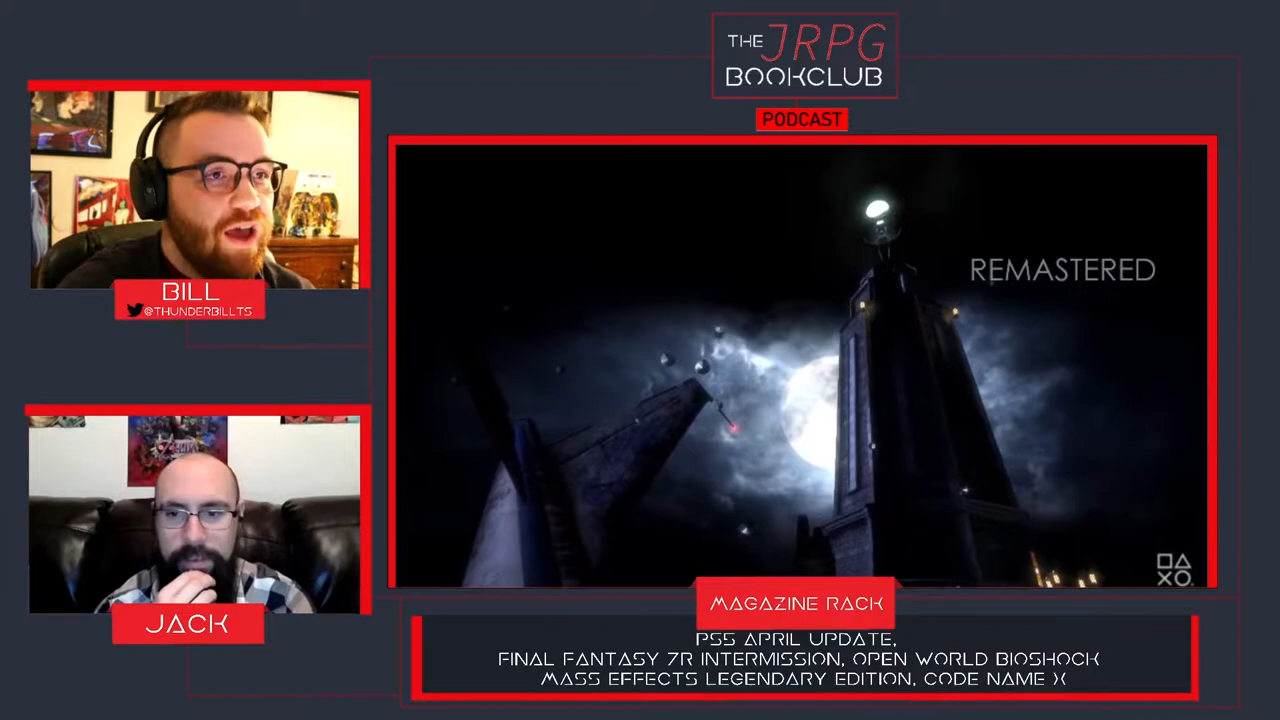 THE JRPG
BOOKCLUB
PODCAST
REMASTERED
BILL
@THUNDERBILLTS
JACK
MAGAZINE RACK
PS5 APRIL UPDATE,
FINAL FANTASY 7R INTERMISSION, OPEN WORLD BIOSHOCK
MASS EFFECTS LEGENDARY EDITION, CODE NAME X